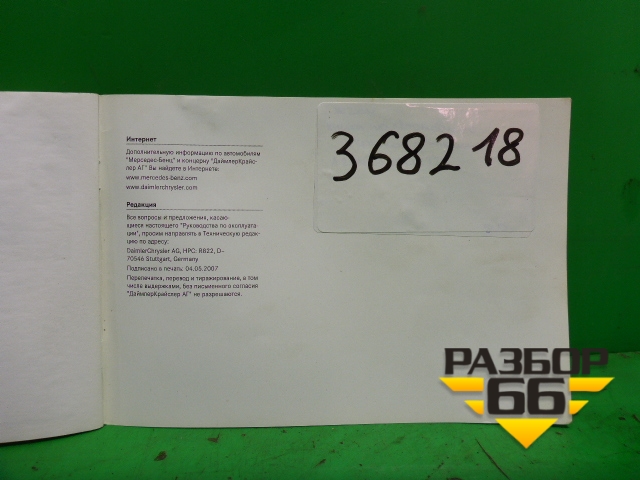 Интернет
Дополнительную информацию по автомобилем
"Мерседес-Бенц" и концерну "ДаймлерКрайс-
лер АГ" Вы найдете в Интернете:
www.mercedes-benz.com
www.daimlerchrysler.com
Редакция
Все вопросы и предложения, касаю-
щиеся настоящего "Руководства по эксплуата-
ции", просим направлять в Техническую редак-
цию по адресу:
DaimlerChrysler AG, HPC: R822, D–
70546 Stuttgart, Germany
Подписано в печать: 04.05.2007
Перепечатка, перевод и тиражирование, в том
числе выдержками, без письменного согласия
"ДаймлерКрайслер АГ" не разрешаются.
368218
РАЗБОР
66